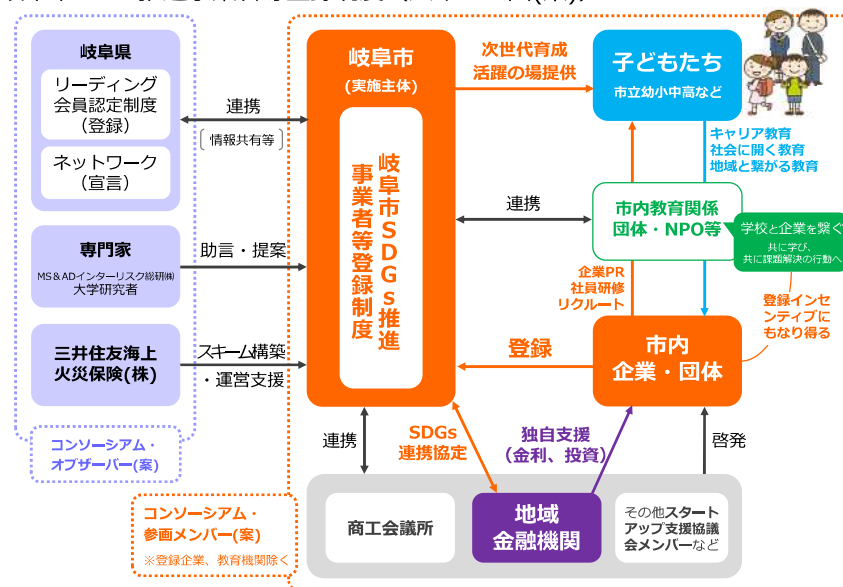 岐阜県
リーディング
会員認定制度
(登録)
ネットワーク
(宣言)
専門家
MS&ADインターリスク総研㈱
大学研究者
三井住友海上
火災保険(株)
コンソーシアム・
オブザーバー(案)
連携
情報共有等
助言・提案
スキーム構築
・運営支援
岐阜市
(実施主体)
岐阜市SDGs推進
事業者等登録制度
次世代育成
活躍の場提供
子どもたち
市立幼小中高など
キャリア教育
社会に開く教育
地域と繋がる教育
連携
市内教育関係
団体・NPO等
学校と企業を繋ぐ
共に学び、
共に課題解決の行動へ
企業PR
社員研修
リクルート
登録インセ
ンティブに
もなり得る
登録
市内
企業・団体
連携
SDGs
連携協定
独自支援
(金利、投資)
啓発
コンソーシアム・
参画メンバー(案)
※登録企業、教育機関除く
商工会議所
地域
金融機関
その他スタート
アップ支援協議
会メンバーなど